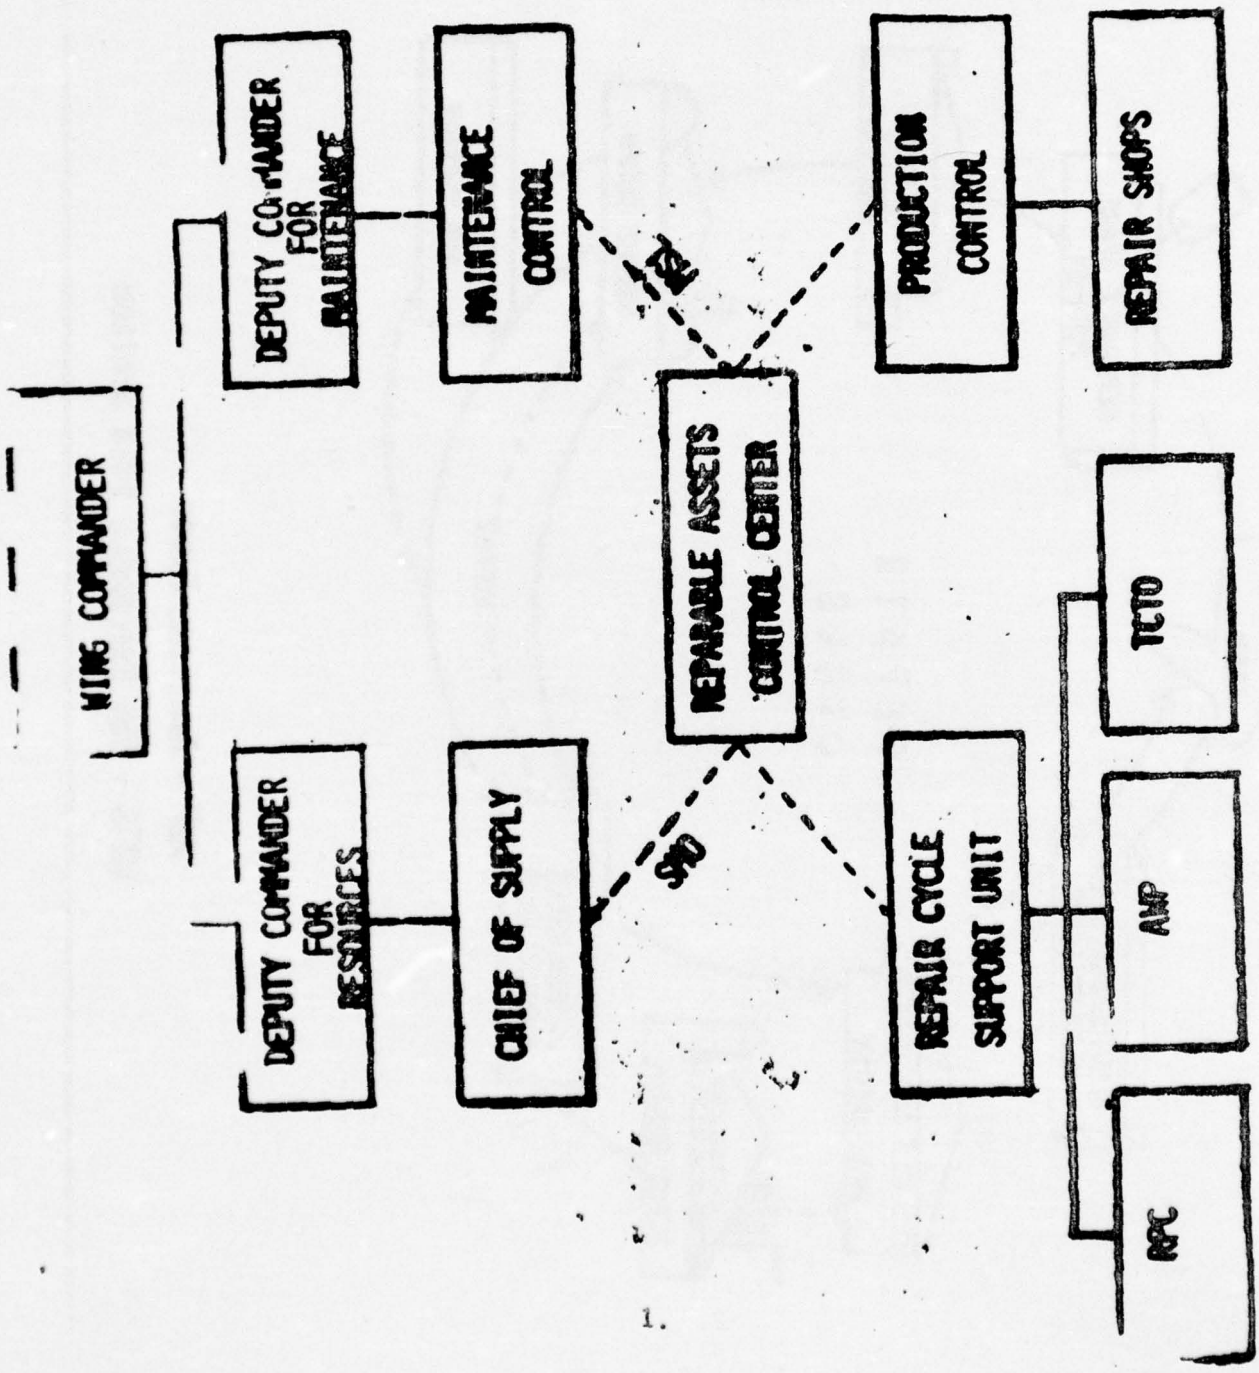 WING COMMANDER
DEPUTY COMMANDER
FOR
RESOURCES
DEPUTY COMMANDER
FOR
MAINTENANCE
CHIEF OF SUPPLY
MAINTENANCE
CONTROL
REPARABLE ASSETS
CONTROL CENTER
REPAIR CYCLE
SUPPORT UNIT
PRODUCTION
CONTROL
RPC
AWP
TCTO
REPAIR SHOPS
1.